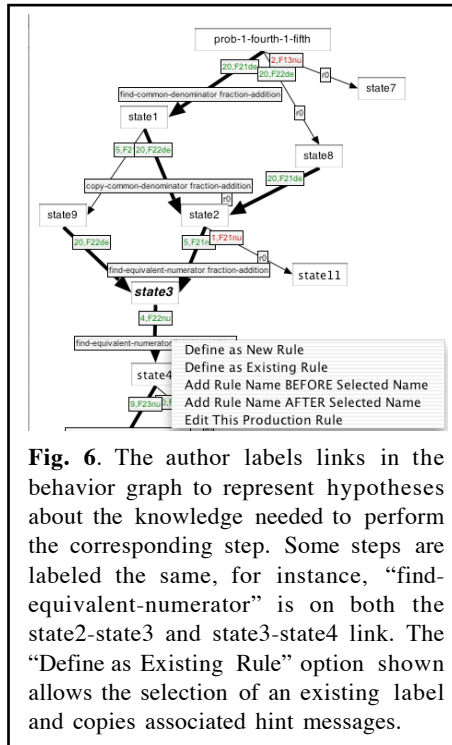 prob-1-fourth-1-fifth
20,F21de
2,F13nu
20,F22de
r0
state7
find-common-denominator fraction-addition
state1
r0
5,F21
20,F22de
state8
20,F21de
copy-common-denominator fraction-addition
r0
state9
state2
20,F22de
5,F21n
1,F21nu
r0
find-equivalent-numerator fraction-addition
state11
state3
4,F22nu
find-equivalent-numerator
state4
9,F23nu
Define as New Rule
Define as Existing Rule
Add Rule Name BEFORE Selected Name
Add Rule Name AFTER Selected Name
Edit This Production Rule
Fig. 6. The author labels links in the
behavior graph to represent hypotheses
about the knowledge needed to perform
the corresponding step. Some steps are
labeled the same, for instance, “find-
equivalent-numerator” is on both the
state2-state3 and state3-state4 link. The
“Define as Existing Rule” option shown
allows the selection of an existing label
and copies associated hint messages.